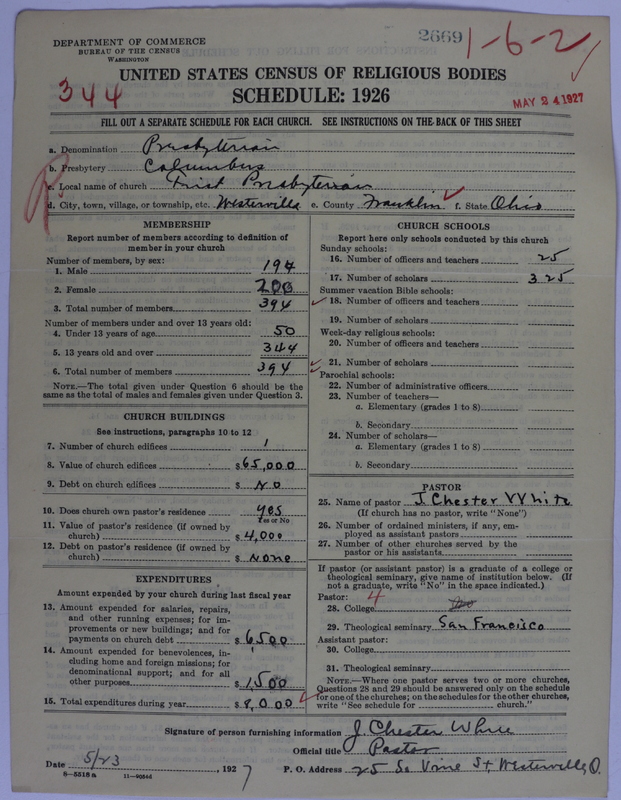 2669
1-6-2
DEPARTMENT OF COMMERCE
BUREAU OF THE CENSUS
WASHINGTON
344
UNITED STATES CENSUS OF RELIGIOUS BODIES
SCHEDULE: 1926
MAY 24 1927
FILL OUT A SEPARATE SCHEDULE FOR EACH CHURCH. SEE INSTRUCTIONS ON THE BACK OF THIS SHEET
a. Denomination Presbyterian
b. Presbytery Columbus
c. Local name of church First Presbyterian
d. City, town, village, or township, etc. Westerville e. County Franklin f. State Ohio
MEMBERSHIP
Report number of members according to definition of
member in your church
Number of members, by sex:
1. Male 194
2. Female 200
3. Total number of members 394
Number of members under and over 13 years old:
4. Under 13 years of age 50
5. 13 years old and over 344
6. Total number of members 394
NOTE.—The total given under Question 6 should be
same as the total of males and females given under Question 3.
CHURCH BUILDINGS
See instructions, paragraphs 10 to 12
7. Number of church edifices 1
8. Value of church edifices $65,000
9. Debt on church edifices $ No
10. Does church own pastor's residence yes
Yes or No
11. Value of pastor's residence (if owned by
church) $4,000
12. Debt on pastor's residence (if owned by
church) $ None
EXPENDITURES
Amount expended by your church during last fiscal year
13. Amount expended for salaries, repairs,
and other running expenses; for im-
provements or new buildings; and for
payments on church debt $6500
14. Amount expended for benevolences, in-
cluding home and foreign missions; for
denominational support; and for all
other purposes $1,500
15. Total expenditures during year $8,000
CHURCH SCHOOLS
Report here only schools conducted by this church
Sunday schools:
16. Number of officers and teachers 25
17. Number of scholars 325
Summer vacation Bible schools:
18. Number of officers and teachers
19. Number of scholars
Week-day religious schools:
20. Number of officers and teachers
21. Number of scholars
Parochial schools:
22. Number of administrative officers
23. Number of teachers—
a. Elementary (grades 1 to 8)
b. Secondary
24. Number of scholars—
a. Elementary (grades 1 to 8)
b. Secondary
PASTOR
25. Name of pastor J. Chester White
(If church has no pastor, write "None")
26. Number of ordained ministers, if any, em-
ployed as assistant pastors
27. Number of other churches served by the
pastor or his assistants
If pastor (or assistant pastor) is a graduate of a college or
theological seminary, give name of institution below. (If
not a graduate, write "No" in the space indicated.)
Pastor: 4
28. College
29. Theological seminary San Francisco
Assistant pastor:
30. College
31. Theological seminary
NOTE.—Where one pastor serves two or more churches,
Questions 28 and 29 should be answered only on the schedule
for one of the churches; on the schedules for the other churches,
write "See schedule for church."
Signature of person furnishing information J. Chester White
Official title Pastor
Date 5/23, 1927 P. O. Address 25 So Vine St Westerville, O.
8—5518a 11—90546